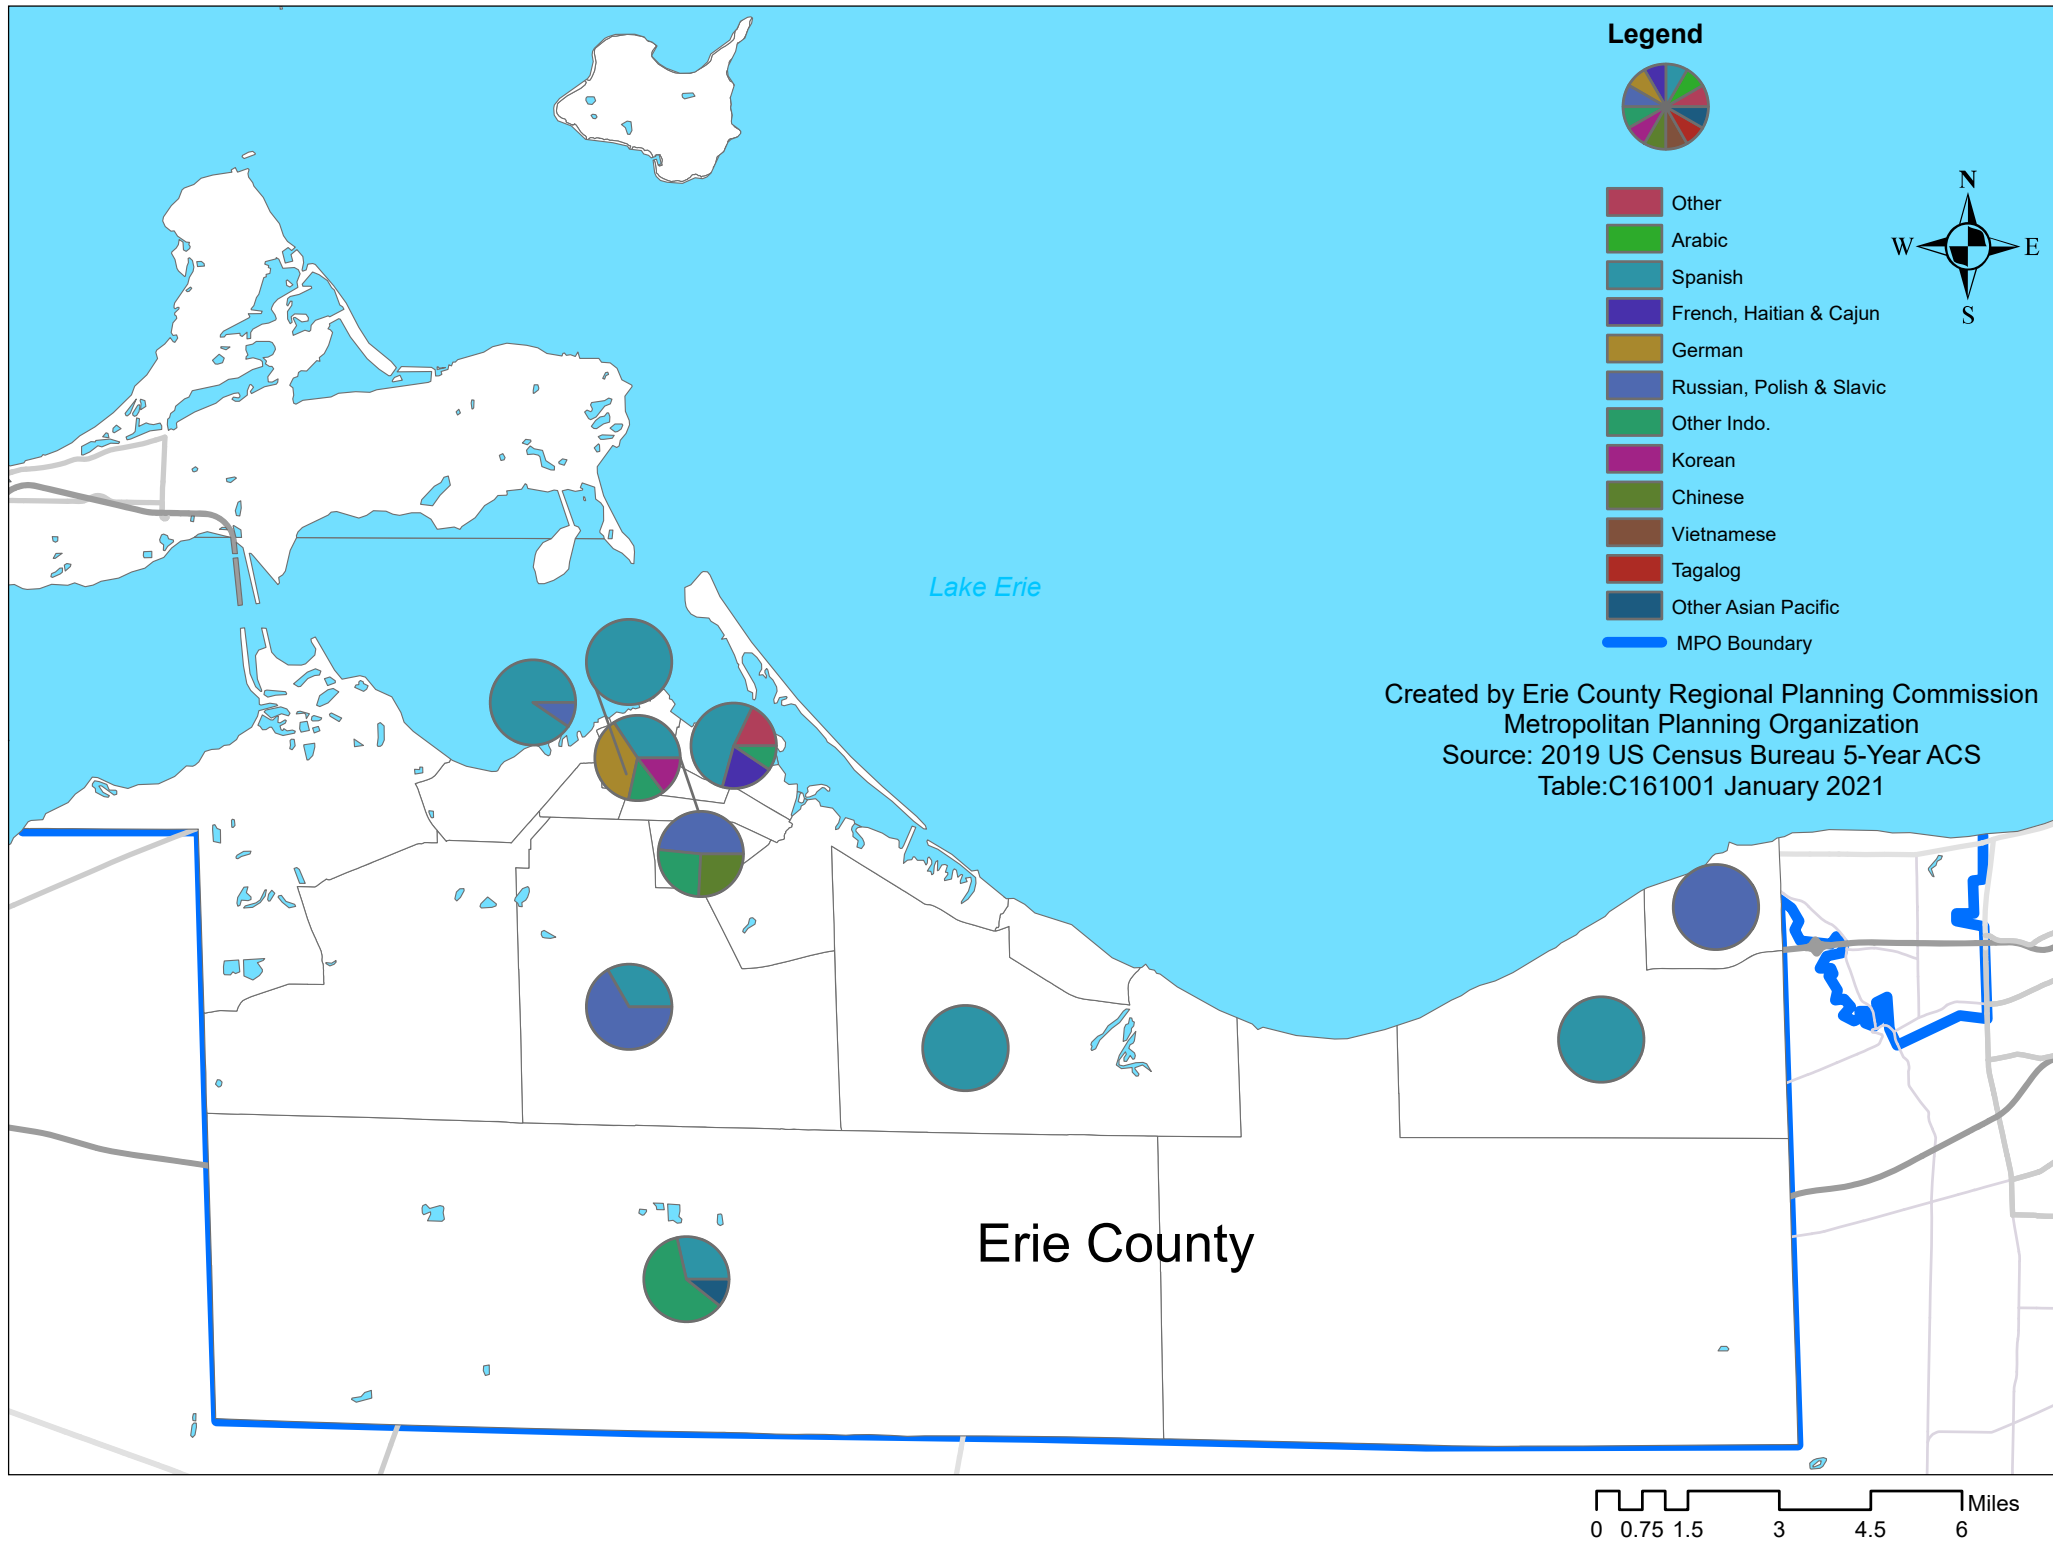 Legend
Other
Arabic
Spanish
French, Haitian & Cajun
German
Russian, Polish & Slavic
Other Indo.
Korean
Chinese
Vietnamese
Tagalog
Other Asian Pacific
MPO Boundary
N
W E
S
Lake Erie
Created by Erie County Regional Planning Commission
Metropolitan Planning Organization
Source: 2019 US Census Bureau 5-Year ACS
Table:C161001 January 2021
Erie County
Miles
0 0.75 1.5 3 4.5 6